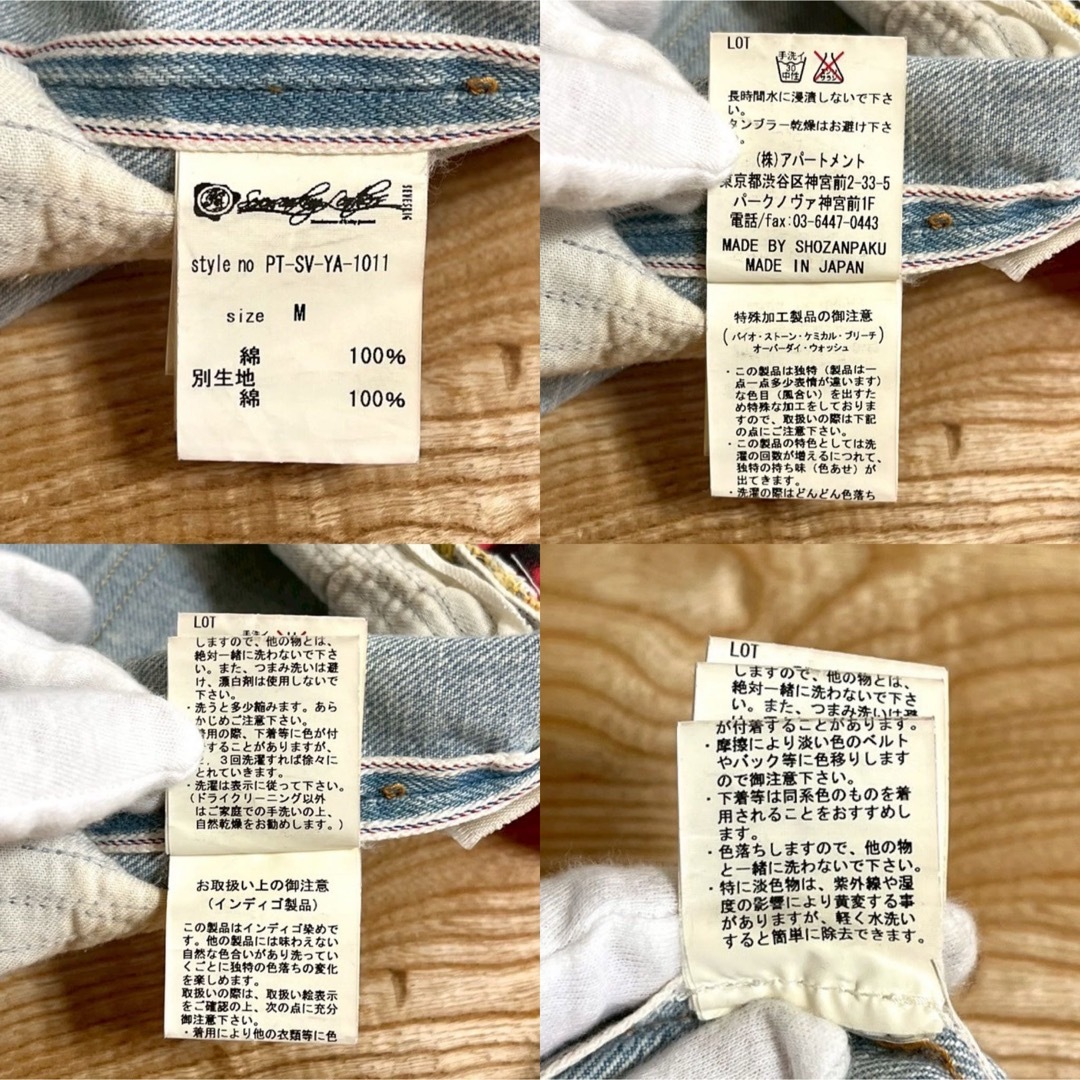 style no PT-SV-YA-1011
size M
綿 100%
別生地
綿 100%
LOT
手洗イ
30
中性
長時間水に浸漬しないで下さ
い。
タンブラー乾燥はお避け下さ
(株)アパートメント
東京都渋谷区神宮前2-33-5
パークノヴァ神宮前1F
電話/fax:03-6447-0443
MADE BY SHOZANPAKU
MADE IN JAPAN
特殊加工製品の御注意
(バイオ・ストーン・ケミカル・ブリーチ
オーバーダイ・ウォッシュ)
・この製品は独特(製品は一
点一点多少表情が違います)
な色目(風合い)を出すた
め特殊な加工をしておりま
すので、取扱いの際は下記
の点にご注意下さい。
・この製品の特色としては洗
濯の回数が増えるにつれて、
独特の持ち味(色あせ)が
出てきます。
・洗濯の際はどんどん色落ち
LOT
しますので、他の物とは、
絶対一緒に洗わないで下さ
い。また、つまみ洗いは避
け、漂白剤は使用しないで
下さい。
・洗うと多少縮みます。あら
かじめご注意下さい。
着用の際、下着等に色が付
することがありますが、
3回洗濯すれば徐々に
とれていきます。
・洗濯は表示に従って下さい。
(ドライクリーニング以外
はご家庭での手洗いの上、
自然乾燥をお勧めします。)
お取扱い上の御注意
(インディゴ製品)
この製品はインディゴ染めで
す。他の製品には味わえない
自然な色合いがあり洗ってい
くごとに独特の色落ちの変化
を楽しめます。
取扱いの際は、取扱い絵表示
をご確認の上、次の点に充分
御注意下さい。
・着用により他の衣類等に色
LOT
しますので、他の物とは、
絶対一緒に洗わないで下さ
い。また、つまみ洗いは避
が付着することがあります。
・摩擦により淡い色のベルト
やバック等に色移りします
ので御注意下さい。
・下着等は同系色のものを着
用されることをおすすめし
ます。
・色落ちしますので、他の物
と一緒に洗わないで下さい。
・特に淡色物は、紫外線や湿
度の影響により黄変する事
がありますが、軽く水洗い
すると簡単に除去できます。